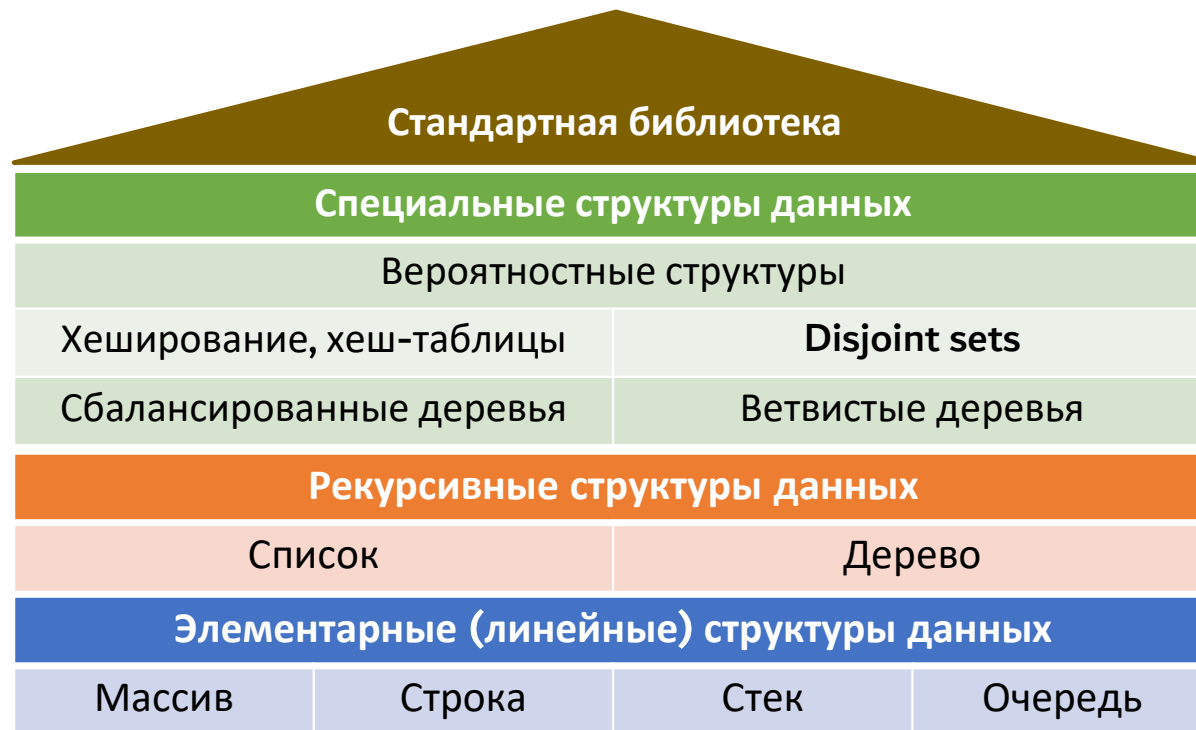 Стандартная библиотека
Специальные структуры данных
Вероятностные структуры
Хеширование, хеш-таблицы
Disjoint sets
Сбалансированные деревья
Ветвистые деревья
Рекурсивные структуры данных
Список
Дерево
Элементарные (линейные) структуры данных
Массив
Строка
Стек
Очередь